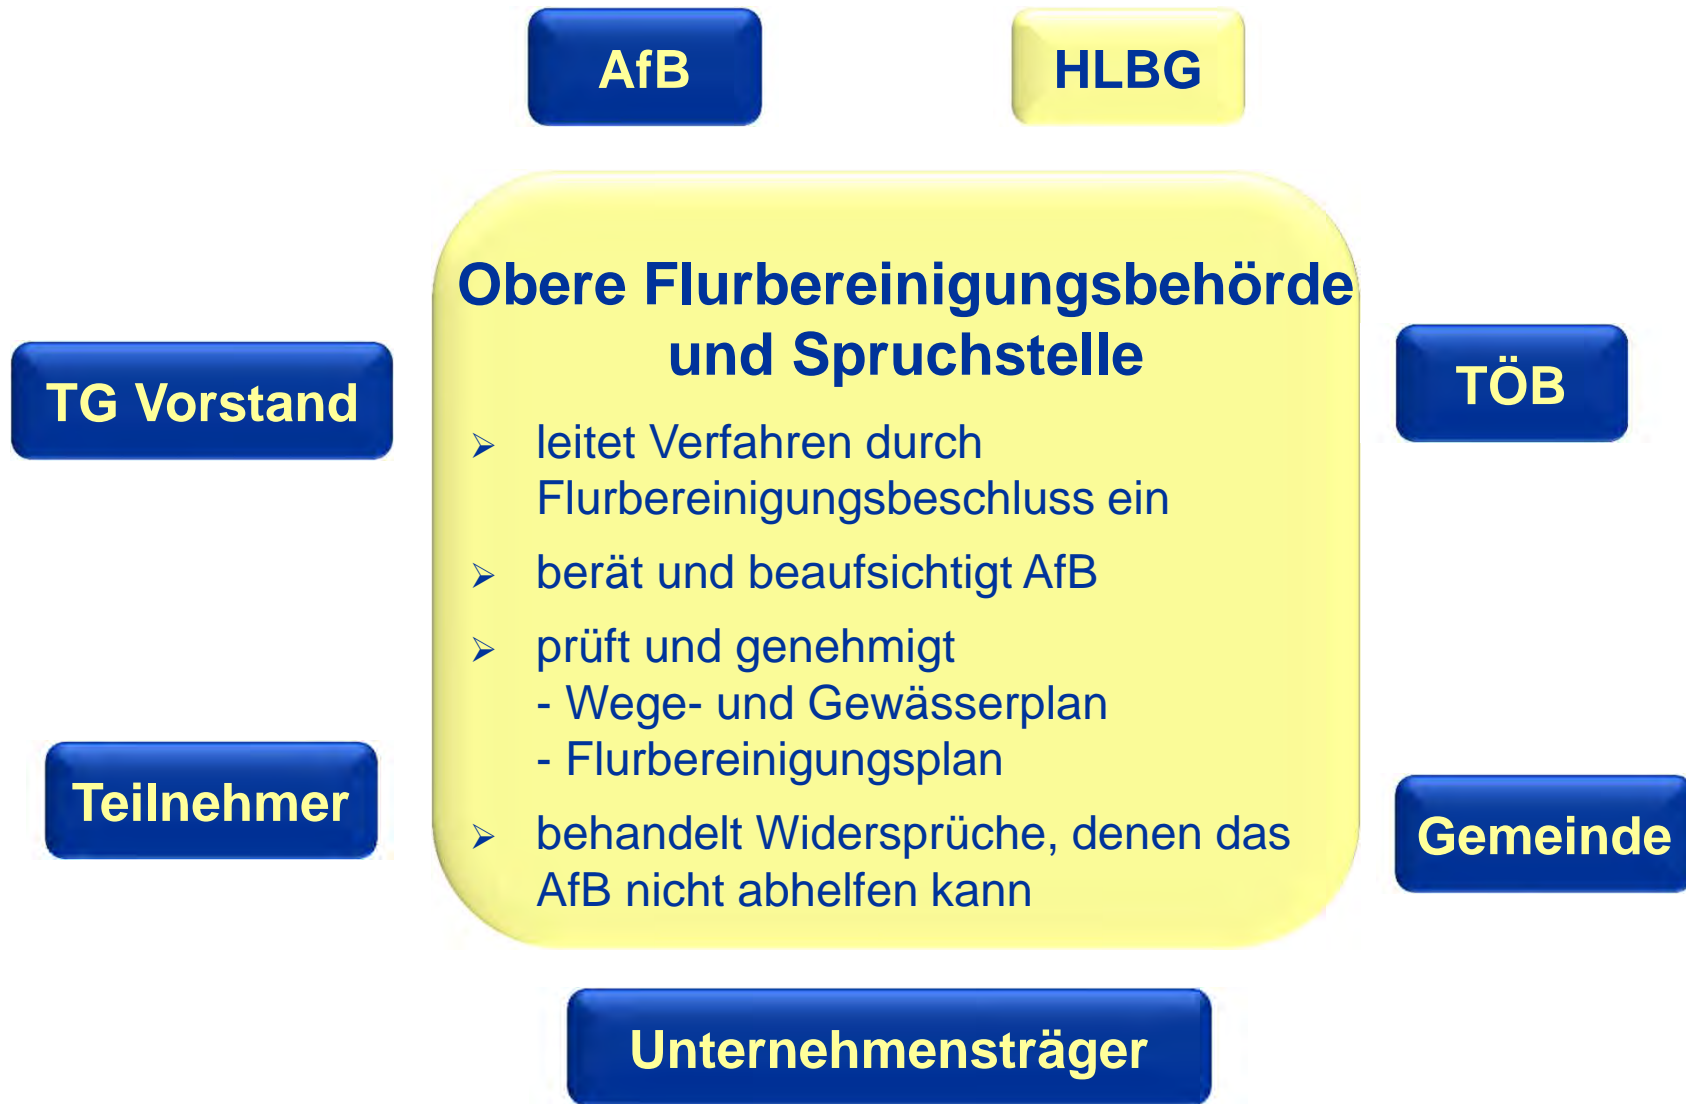 AfB
HLBG
Obere Flurbereinigungsbehörde
und Spruchstelle
TG Vorstand
TÖB
➢ leitet Verfahren durch
Flurbereinigungsbeschluss ein
➢ berät und beaufsichtigt AfB
➢ prüft und genehmigt
- Wege- und Gewässerplan
- Flurbereinigungsplan
➢ behandelt Widersprüche, denen das
AfB nicht abhelfen kann
Teilnehmer
Gemeinde
Unternehmensträger